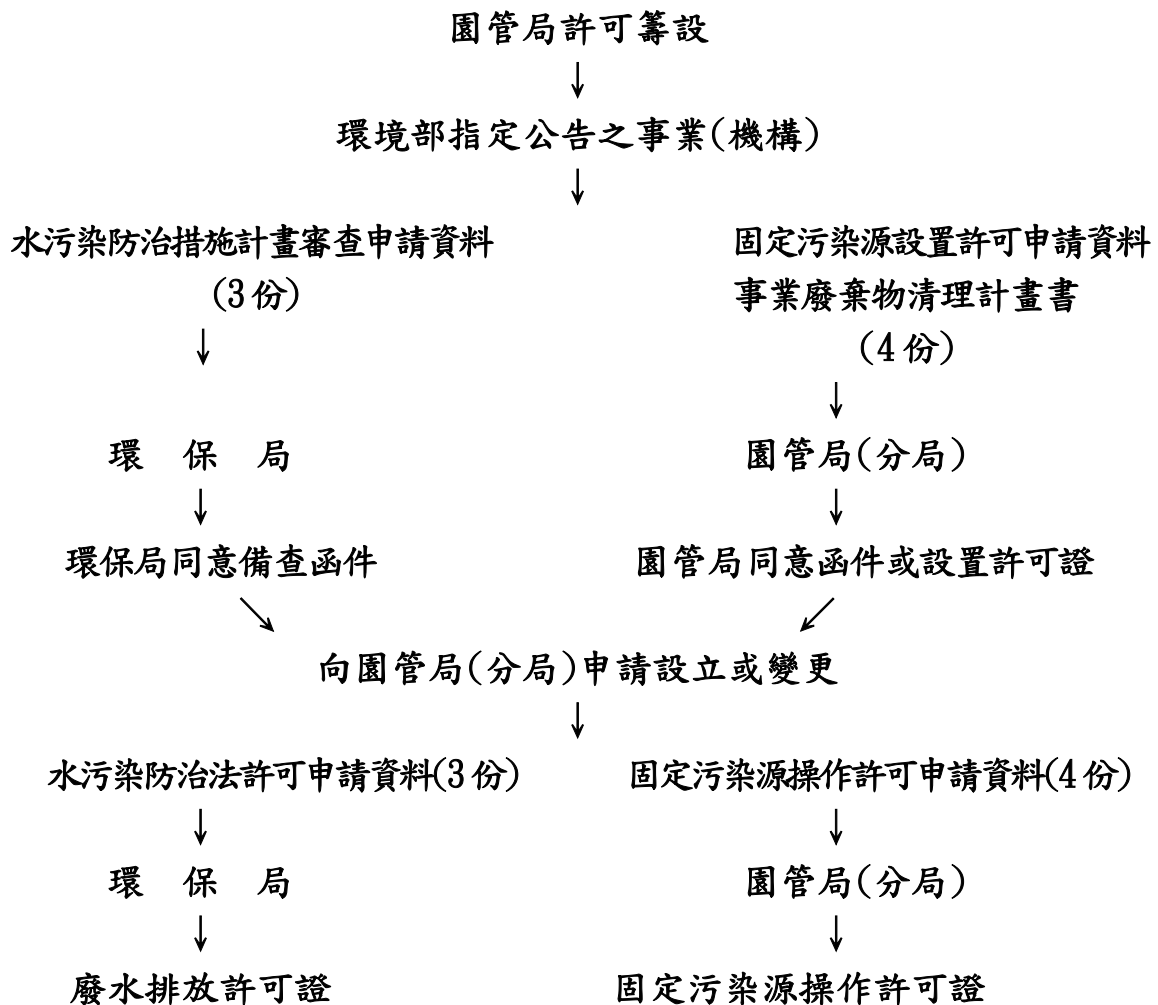 園管局許可籌設
↓
環境部指定公告之事業(機構)
↓
水污染防治措施計畫審查申請資料
(3份)
↓
環 保 局
↓
環保局同意備查函件
↘
固定污染源設置許可申請資料
事業廢棄物清理計畫書
(4份)
↓
園管局(分局)
↓
園管局同意函件或設置許可證
↙
向園管局(分局)申請設立或變更
↓
水污染防治法許可申請資料(3份)
↓
環 保 局
↓
廢水排放許可證
固定污染源操作許可申請資料(4份)
↓
園管局(分局)
↓
固定污染源操作許可證